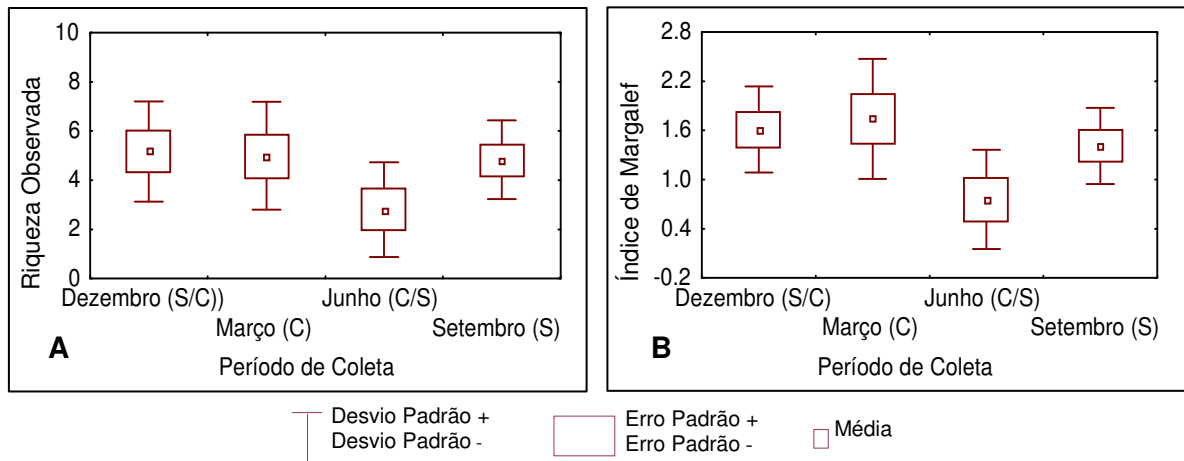 10
8
6
4
2
0
Riqueza Observada
Dezembro (S/C))
Março (C)
Junho (C/S)
Setembro (S)
A
Período de Coleta
2.8
2.2
1.6
1.0
0.4
-0.2
Índice de Margalef
Dezembro (S/C)
Março (C)
Junho (C/S)
Setembro (S)
B
Período de Coleta
Desvio Padrão +
Desvio Padrão -
Erro Padrão +
Erro Padrão -
Média